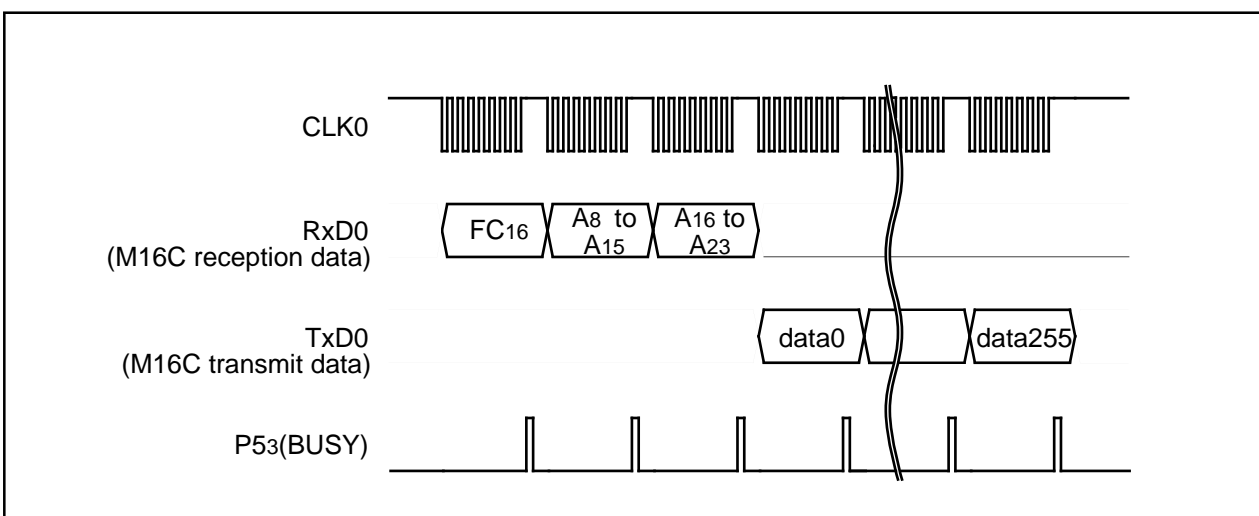 CLK0
RxD0
(M16C reception data)
FC16
A8 to
A15
A16 to
A23
TxD0
(M16C transmit data)
data0
data255
P53(BUSY)